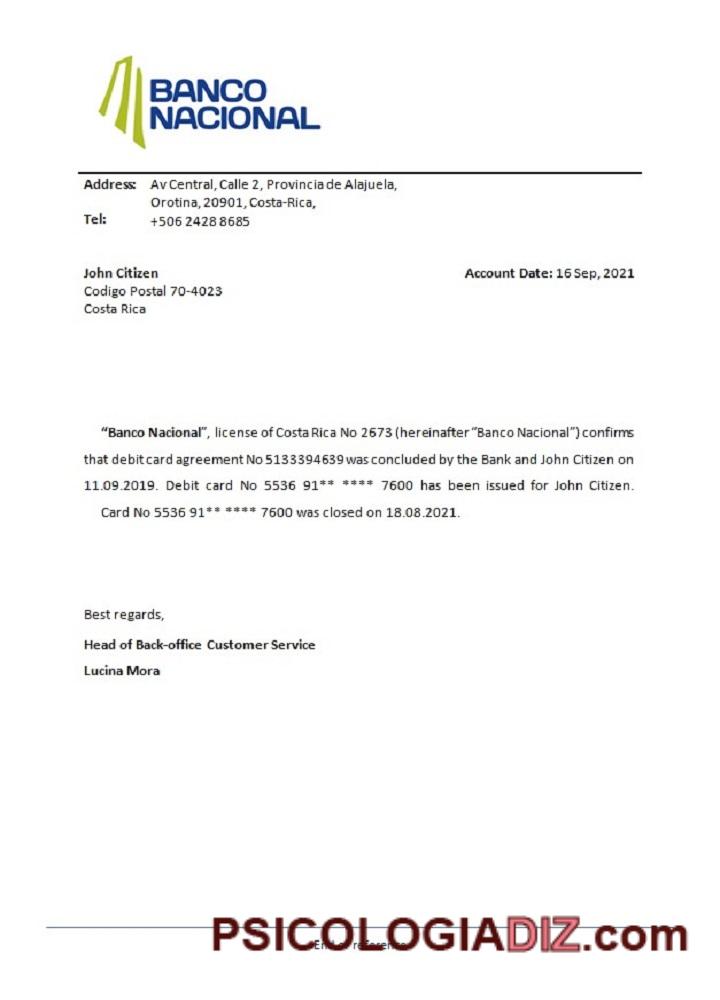 BANCO
NACIONAL
Address: Av Central, Calle 2, Provincia de Alajuela,
Orotina, 20901, Costa-Rica,
Tel: +506 2428 8685
John Citizen Account Date: 16 Sep, 2021
Codigo Postal 70-4023
Costa Rica
“Banco Nacional”, license of Costa Rica No 2673 (hereinafter “Banco Nacional”) confirms
that debit card agreement No 5133394639 was concluded by the Bank and John Citizen on
11.09.2019. Debit card No 5536 91** **** 7600 has been issued for John Citizen.
Card No 5536 91** **** 7600 was closed on 18.08.2021.
Best regards,
Head of Back-office Customer Service
Lucina Mora
PSICOLOGIADIZ.com